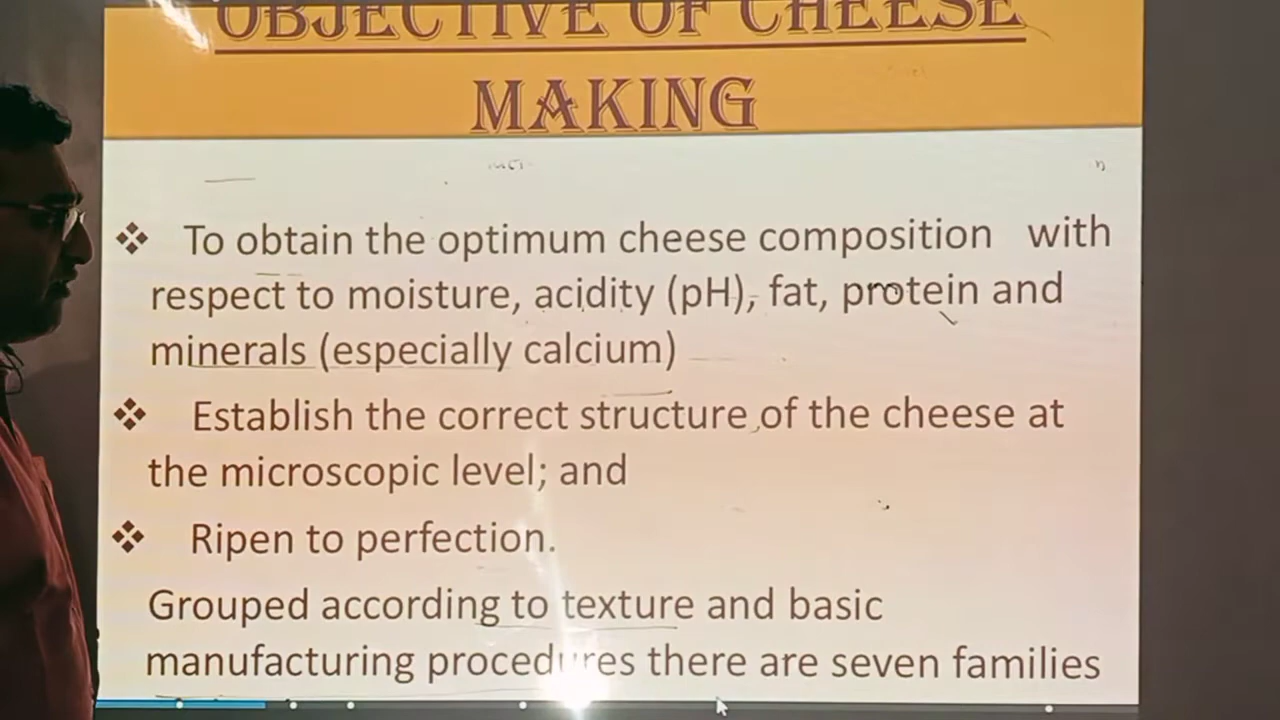 OBJECTIVE OF CHEESE
MAKING
❖ To obtain the optimum cheese composition with
respect to moisture, acidity (pH), fat, protein and
minerals (especially calcium)
❖ Establish the correct structure of the cheese at
the microscopic level; and
❖ Ripen to perfection.
Grouped according to texture and basic
manufacturing procedures there are seven families